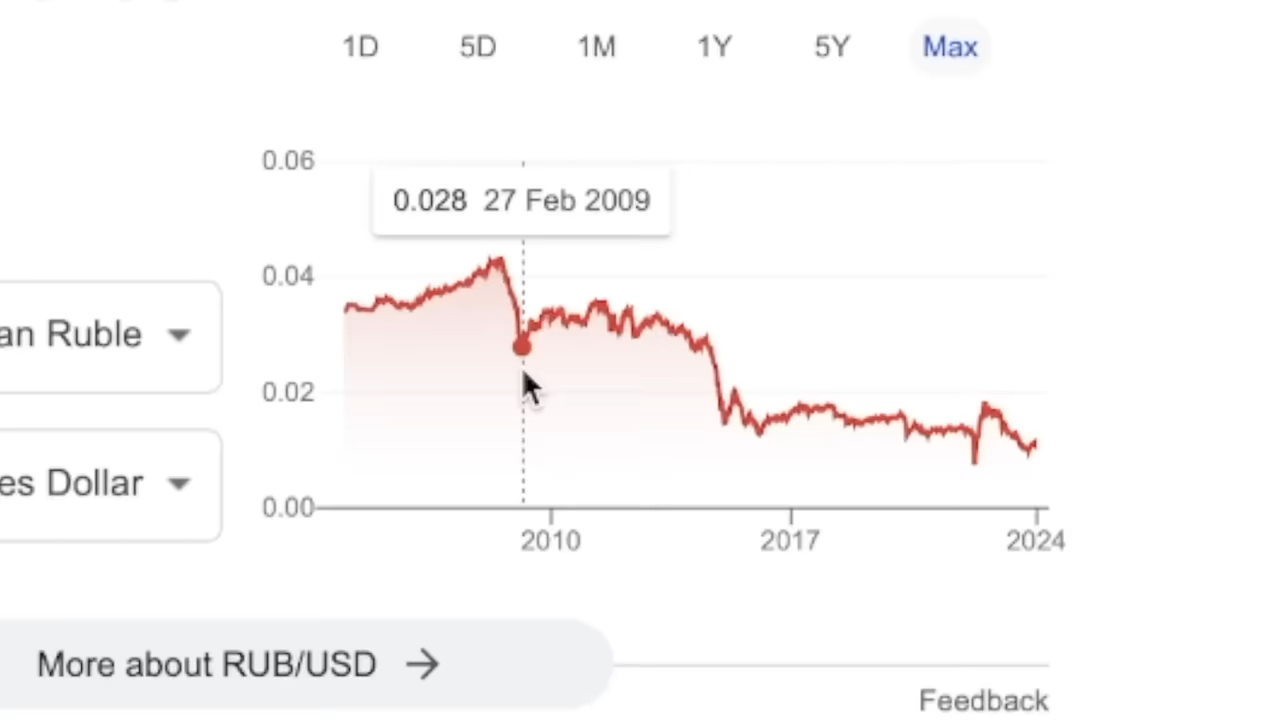 1D 5D 1M 1Y 5Y Max
0.06
0.028 27 Feb 2009
0.04
an Ruble
0.02
es Dollar
0.00
2010 2017 2024
More about RUB/USD →
Feedback